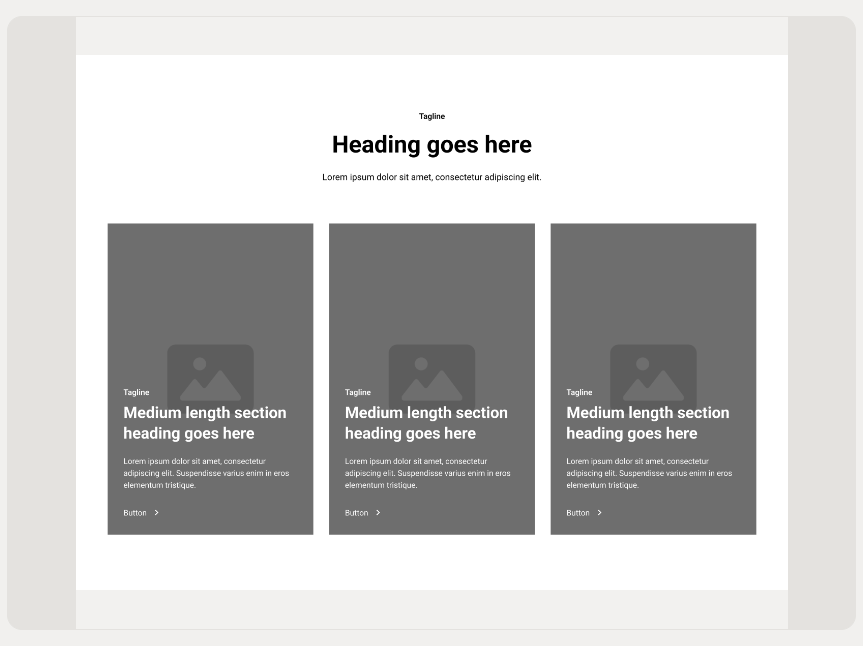 Tagline
Heading goes here
Lorem ipsum dolor sit amet, consectetur adipiscing elit.
Tagline
Medium length section
heading goes here
Lorem ipsum dolor sit amet, consectetur
adipiscing elit. Suspendisse varius enim in eros
elementum tristique.
Button
Tagline
Medium length section
heading goes here
Lorem ipsum dolor sit amet, consectetur
adipiscing elit. Suspendisse varius enim in eros
elementum tristique.
Button
Tagline
Medium length section
heading goes here
Lorem ipsum dolor sit amet, consectetur
adipiscing elit. Suspendisse varius enim in eros
elementum tristique.
Button